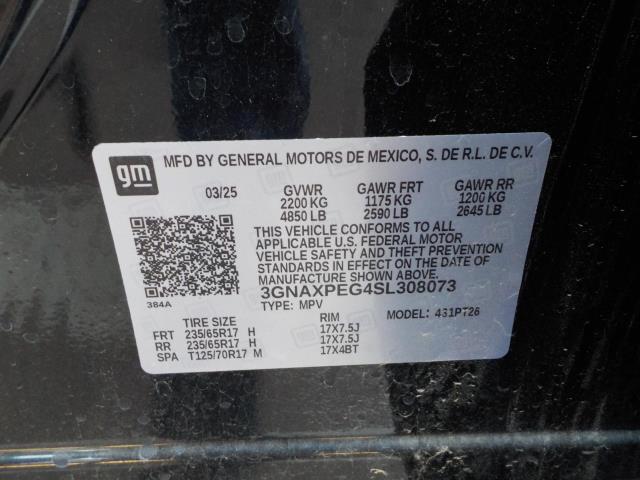 gm MFD BY GENERAL MOTORS DE MEXICO, S. DE R.L. DE C.V.
03/25 GVWR GAWR FRT GAWR RR
2200 KG 1175 KG 1200 KG
4850 LB 2590 LB 2645 LB
THIS VEHICLE CONFORMS TO ALL
APPLICABLE U.S. FEDERAL MOTOR
VEHICLE SAFETY AND THEFT PREVENTION
STANDARDS IN EFFECT ON THE DATE OF
MANUFACTURE SHOWN ABOVE.
384A 3GNAXPEG4SL308073
TYPE: MPV MODEL:
TIRE SIZE RIM
FRT 235/65R17 H 17X7.5J
RR 235/65R17 H 17X7.5J
SPA T125/70R17 M 17X4BT